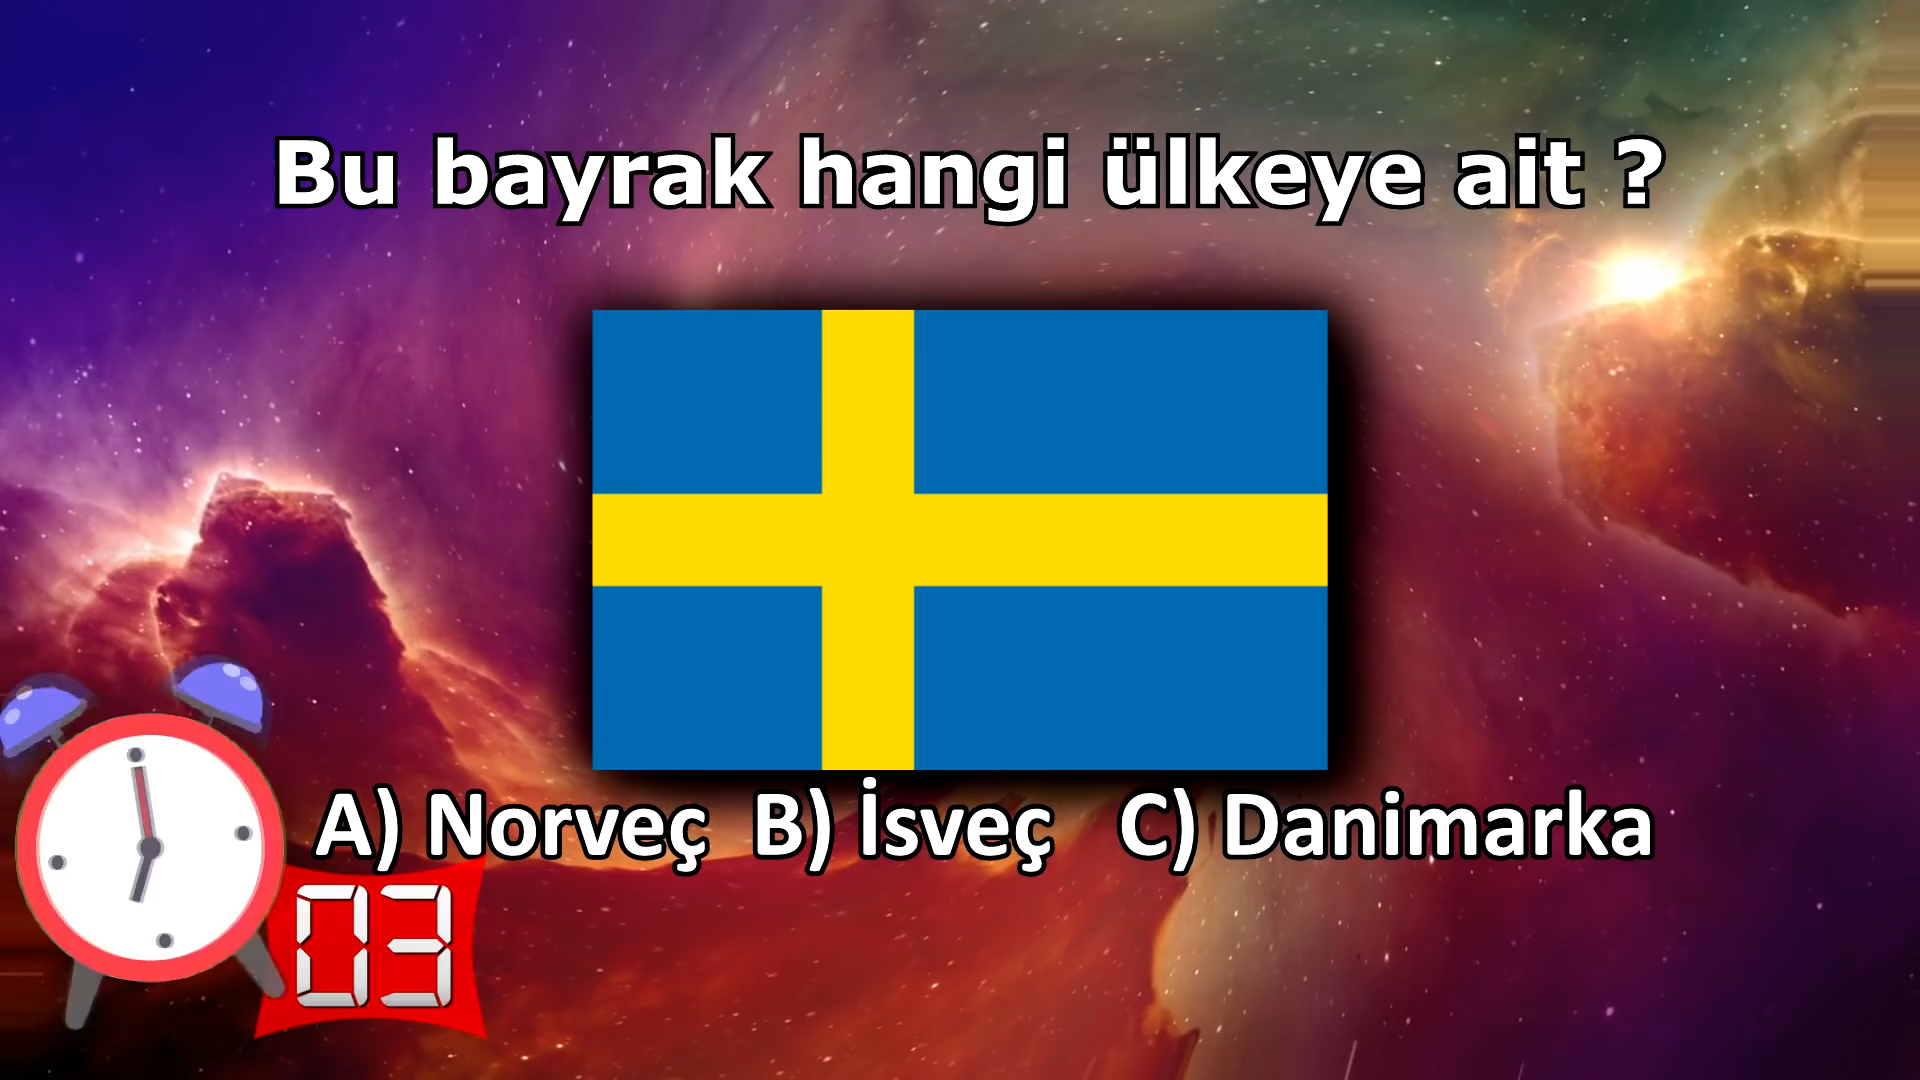 Bu bayrak hangi ülkeye ait ?
A) Norveç B) İsveç C) Danimarka
03